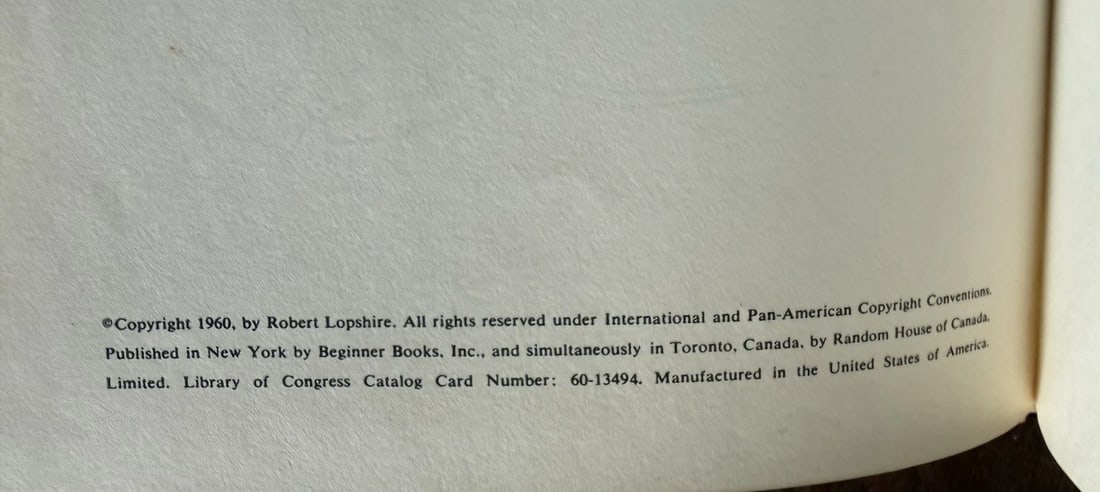 ©Copyright 1960, by Robert Lopshire. All rights reserved under International and Pan-American Copyright Conventions.
Published in New York by Beginner Books, Inc., and simultaneously in Toronto, Canada, by Random House of Canada,
Limited. Library of Congress Catalog Card Number: 60-13494. Manufactured in the United States of America.